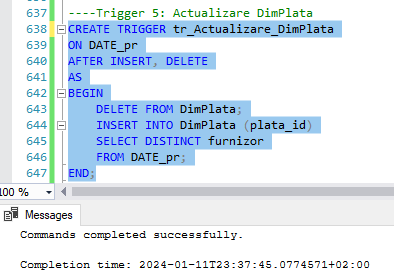 637 ----Trigger 5: Actualizare DimPlata
638 CREATE TRIGGER tr_Actualizare_DimPlata
639 ON DATE_pr
640 AFTER INSERT, DELETE
641 AS
642 BEGIN
643 DELETE FROM DimPlata;
644 INSERT INTO DimPlata (plata_id)
645 SELECT DISTINCT furnizor
646 FROM DATE_pr;
647 END;
100 %
Messages
Commands completed successfully.
Completion time: 2024-01-11T23:37:45.0774571+02:00